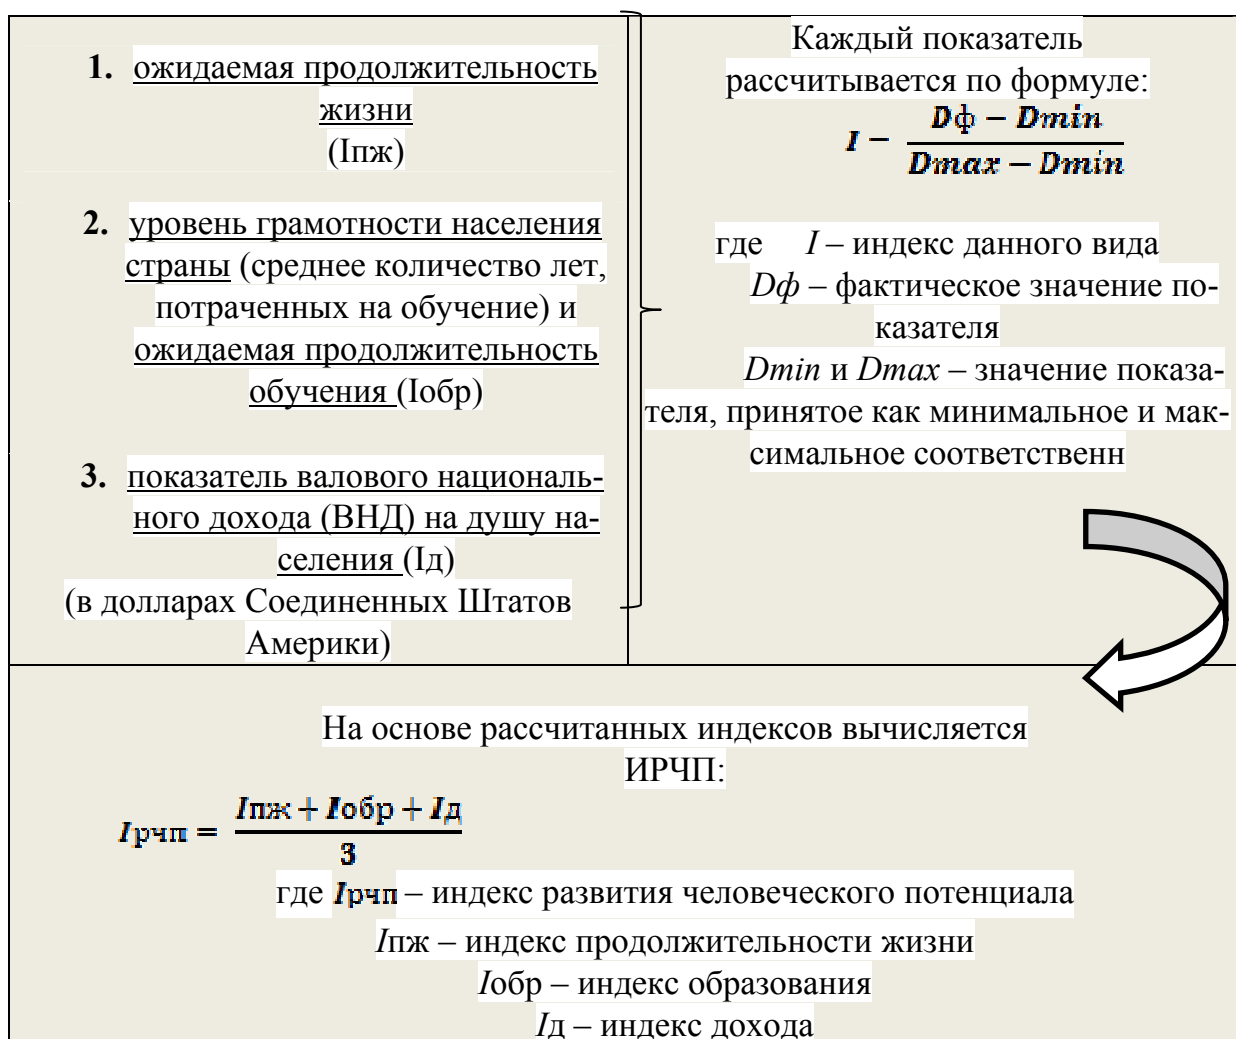 1. ожидаемая продолжительность
жизни
(Iпж)
2. уровень грамотности населения
страны (среднее количество лет,
потраченных на обучение) и
ожидаемая продолжительность
обучения (Iобр)
3. показатель валового националь-
ного дохода (ВНД) на душу на-
селения (Iд)
(в долларах Соединенных Штатов
Америки)
Каждый показатель
рассчитывается по формуле:
Dф − Dmin
I −
Dmax − Dmin
где I – индекс данного вида
Dф – фактическое значение по-
казателя
Dmin и Dmax – значение показа-
теля, принятое как минимальное и мак-
симальное соответственн
На основе рассчитанных индексов вычисляется
ИРЧП:
Iпж + Iобр + Iд
Iрчп =
3
где Iрчп – индекс развития человеческого потенциала
Iпж – индекс продолжительности жизни
Iобр – индекс образования
Iд – индекс дохода